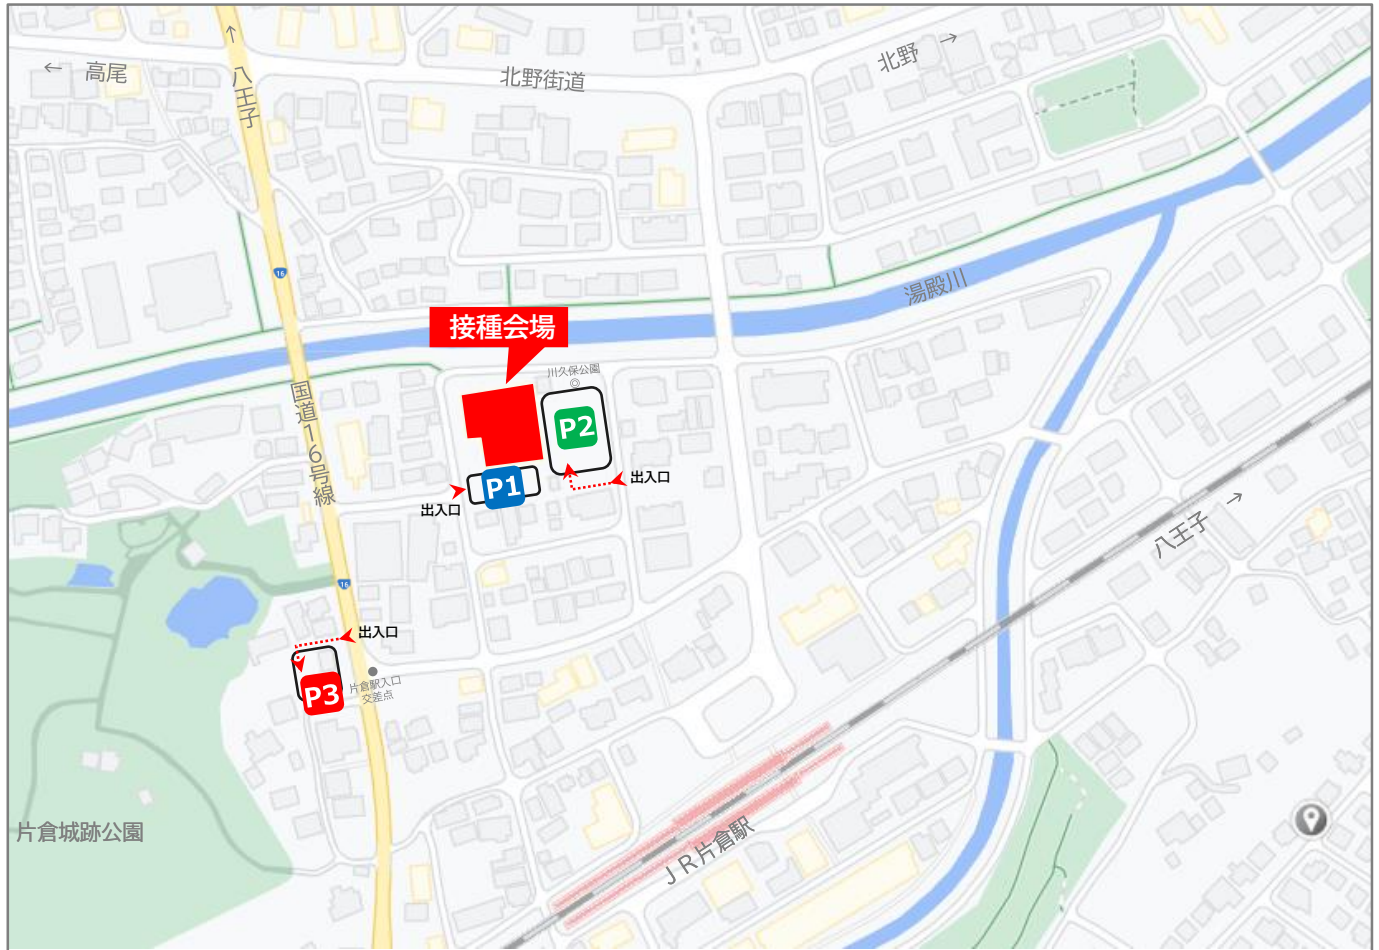 ← 高尾
↑ 八王子
北野街道
北野 →
16
湯殿川
接種会場
川久保公園
◎
国道16号線
P2
P1
出入口
出入口
八王子 →
16
出入口
P3
片倉駅入口
交差点
片倉城跡公園
JR片倉駅